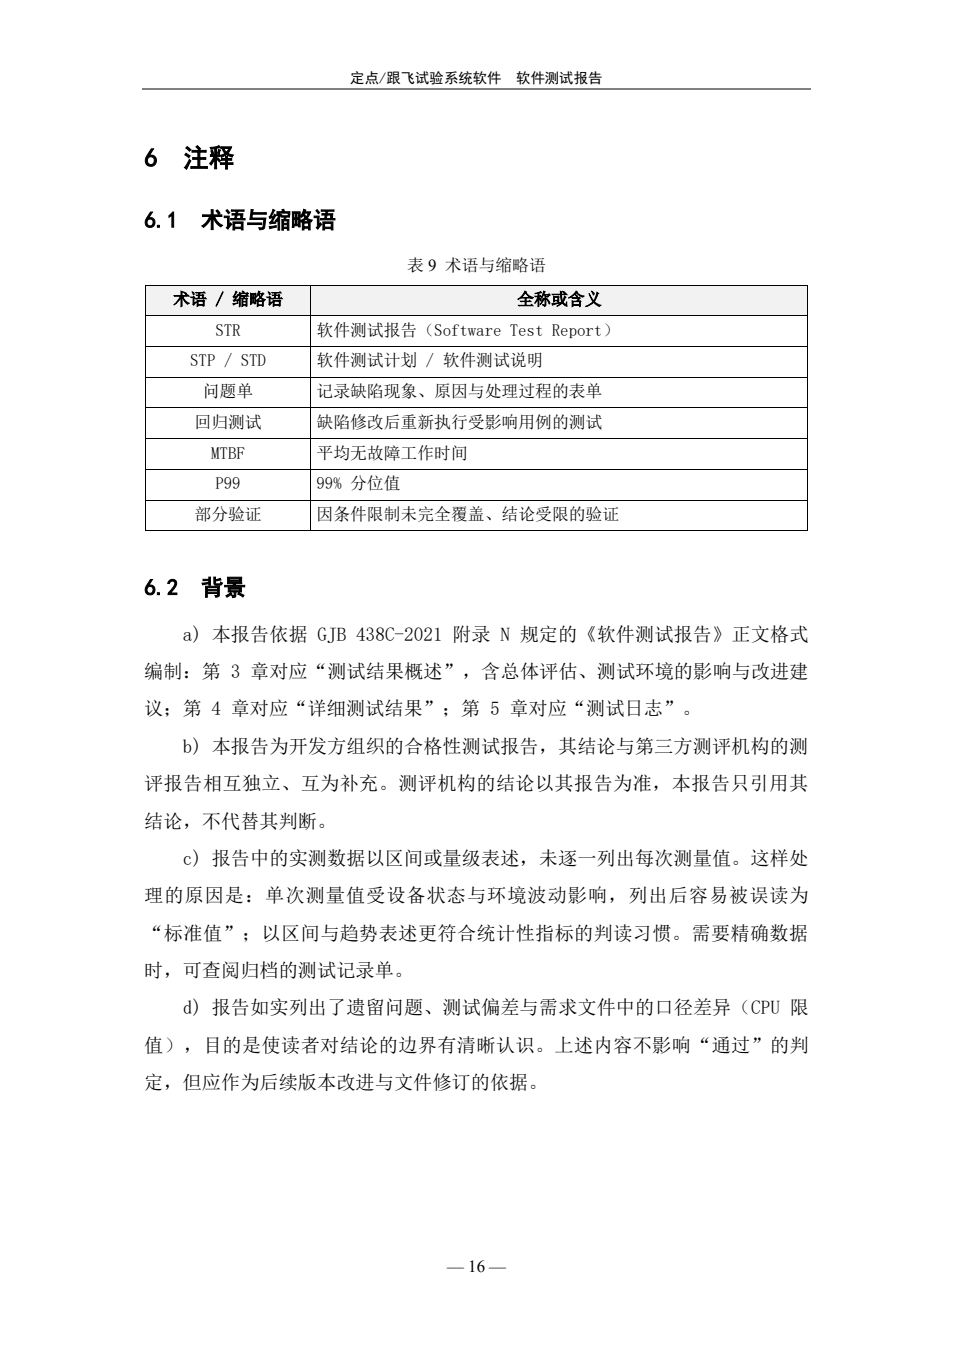 定点/跟飞试验系统软件　软件测试报告
6　注释
6.1　术语与缩略语
表 9 术语与缩略语
术语 / 缩略语　全称或含义
STR　软件测试报告（Software Test Report）
STP / STD　软件测试计划 / 软件测试说明
问题单　记录缺陷现象、原因与处理过程的表单
回归测试　缺陷修改后重新执行受影响用例的测试
MTBF　平均无故障工作时间
P99　99% 分位值
部分验证　因条件限制未完全覆盖、结论受限的验证
6.2　背景
a) 本报告依据 GJB 438C-2021 附录 N 规定的《软件测试报告》正文格式
编制：第 3 章对应“测试结果概述”，含总体评估、测试环境的影响与改进建
议；第 4 章对应“详细测试结果”；第 5 章对应“测试日志”。
b) 本报告为开发方组织的合格性测试报告，其结论与第三方测评机构的测
评报告相互独立、互为补充。测评机构的结论以其报告为准，本报告只引用其
结论，不代替其判断。
c) 报告中的实测数据以区间或量级表述，未逐一列出每次测量值。这样处
理的原因是：单次测量值受设备状态与环境波动影响，列出后容易被误读为
“标准值”；以区间与趋势表述更符合统计性指标的判读习惯。需要精确数据
时，可查阅归档的测试记录单。
d) 报告如实列出了遗留问题、测试偏差与需求文件中的口径差异（CPU 限
值），目的是使读者对结论的边界有清晰认识。上述内容不影响“通过”的判
定，但应作为后续版本改进与文件修订的依据。
— 16 —